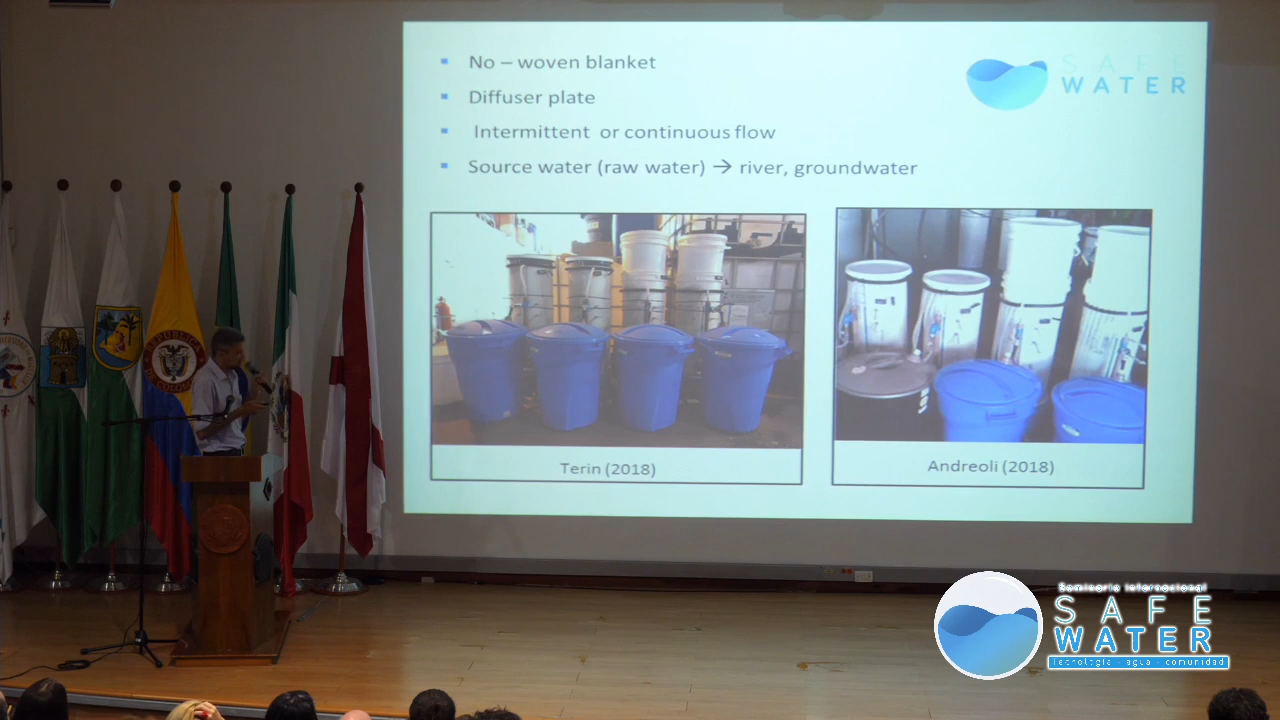 No – woven blanket
Diffuser plate
Intermittent or continuous flow
Source water (raw water) → river, groundwater
SAFE
WATER
Terin (2018)
Andreoli (2018)
Seminario Internacional
SAFE
WATER
Tecnología · agua · comunidad